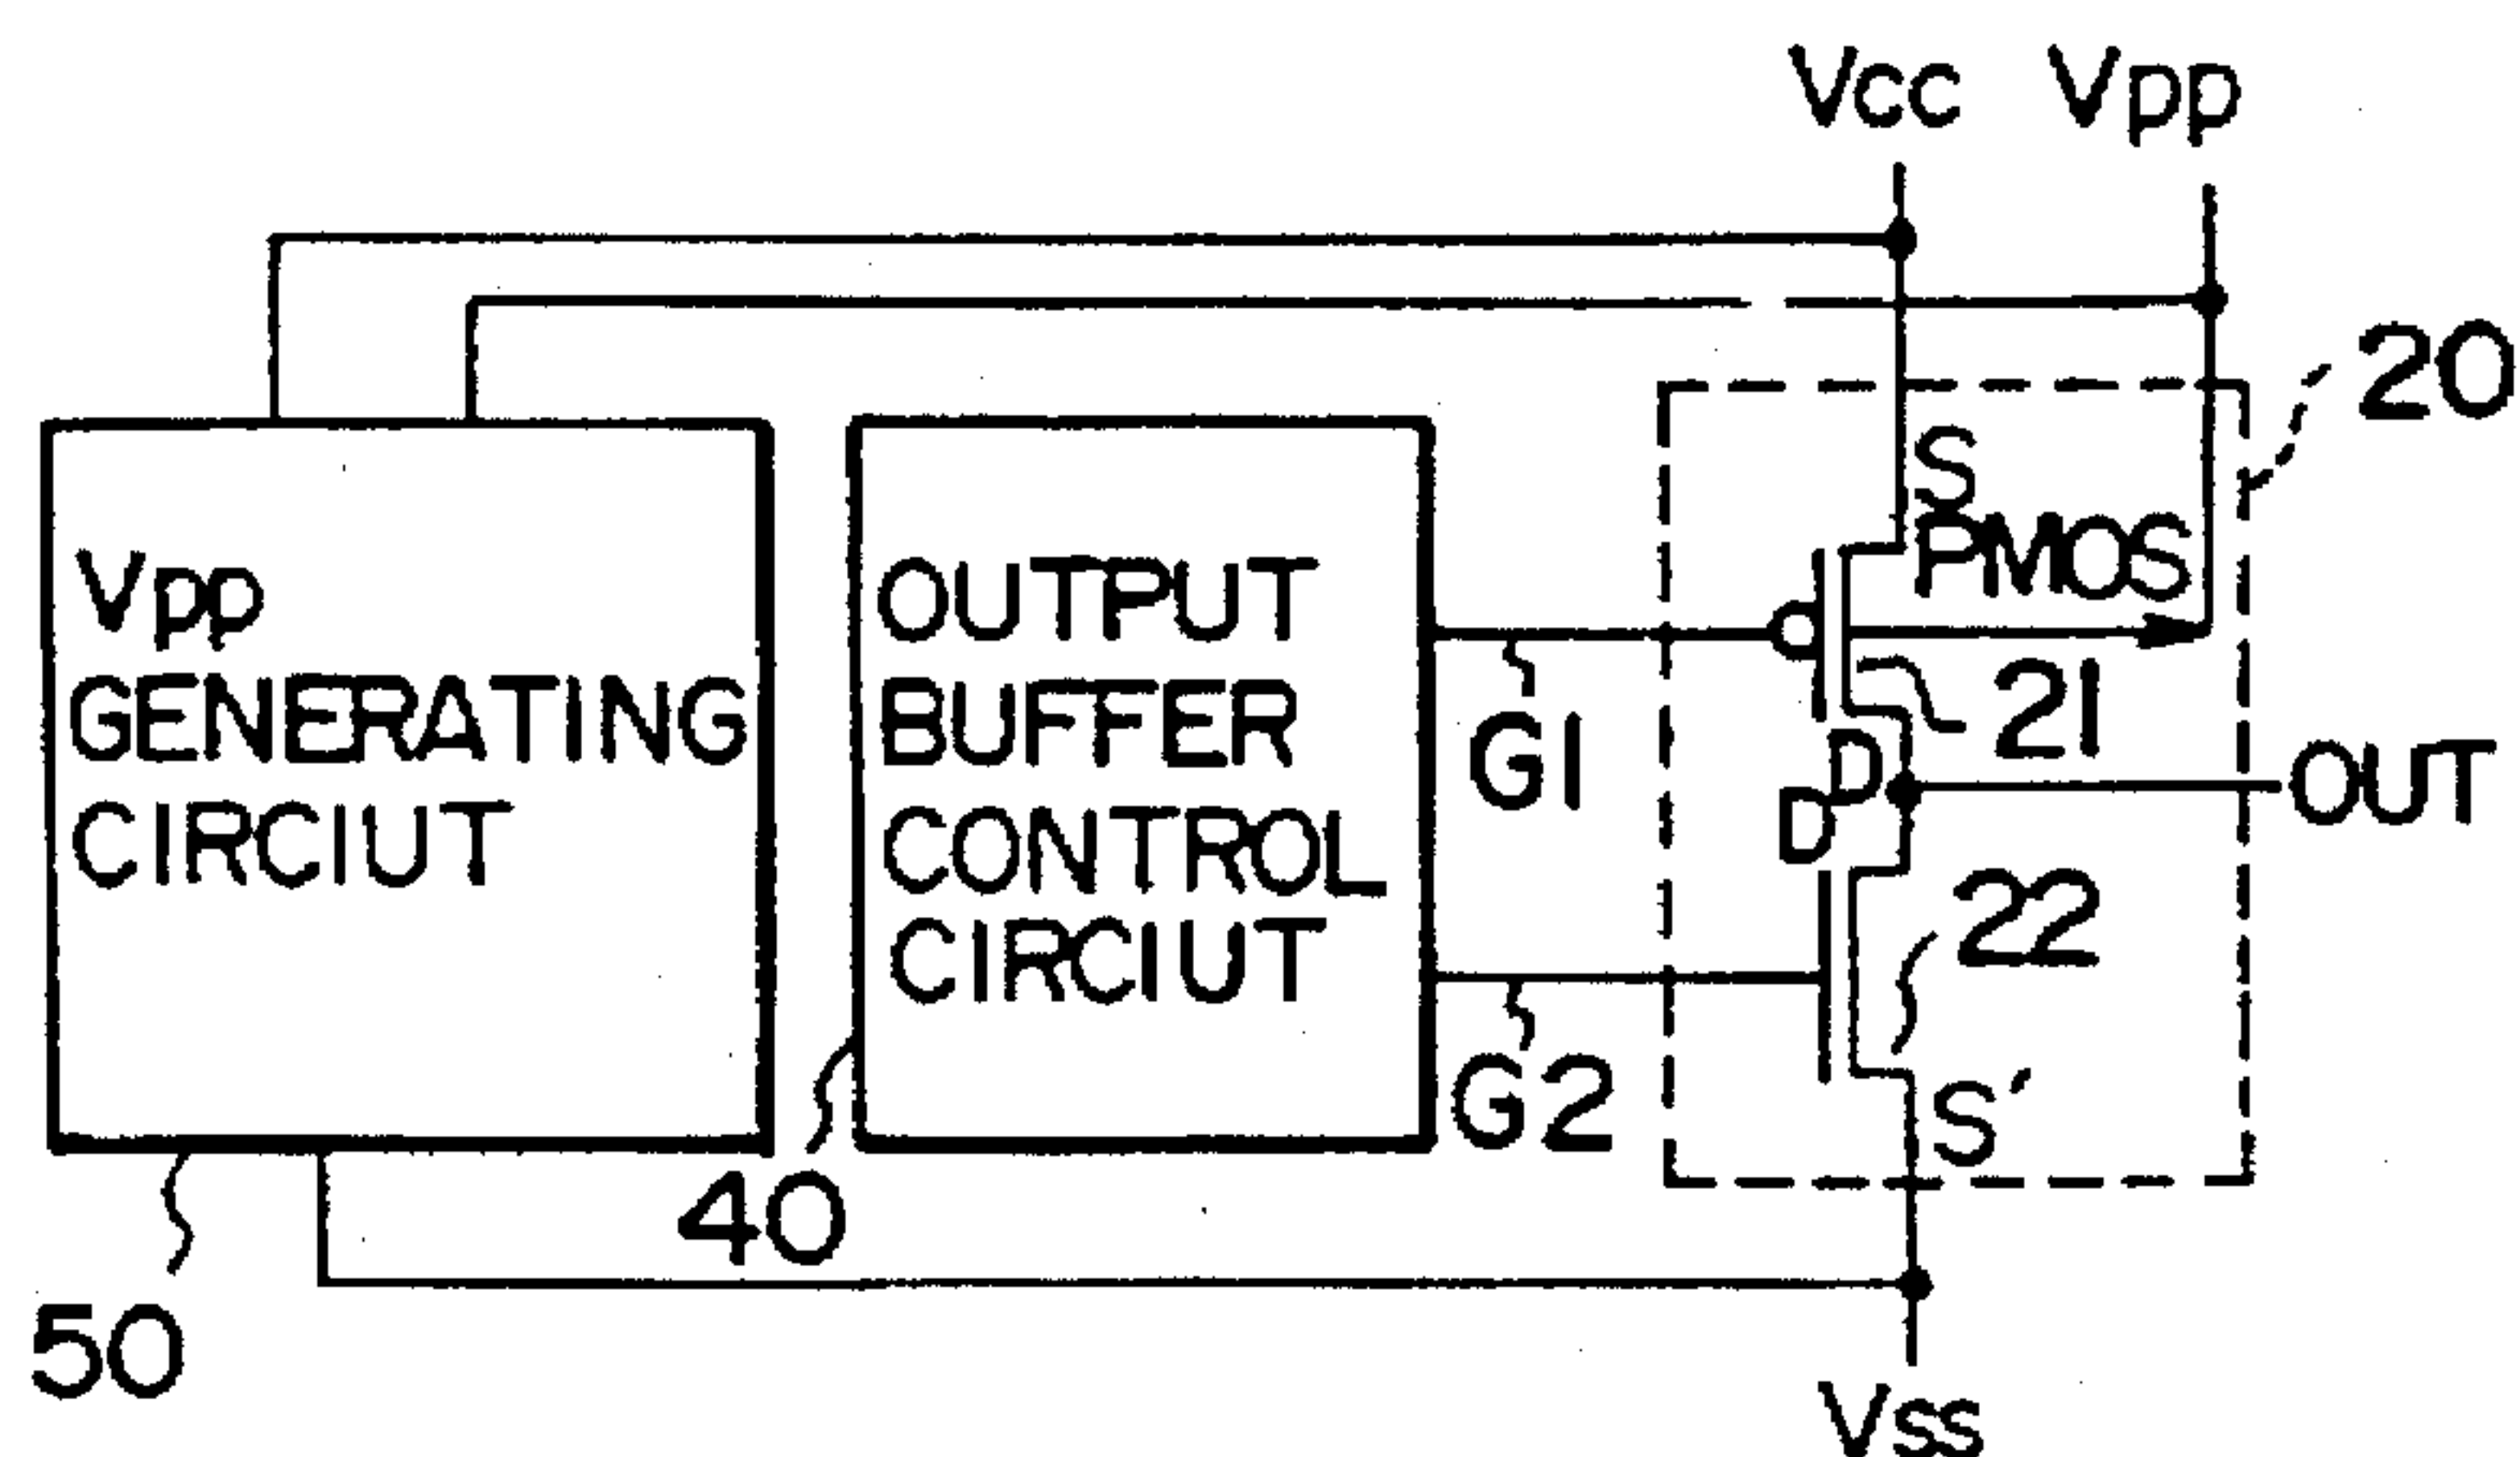 Vcc Vpp
20
S
PMOS
Vpp
GENERATING
CIRCIUT
OUTPUT
BUFFER
CONTROL
CIRCIUT
G1
21
D
D
OUT
22
G2
S'
40
50
Vss